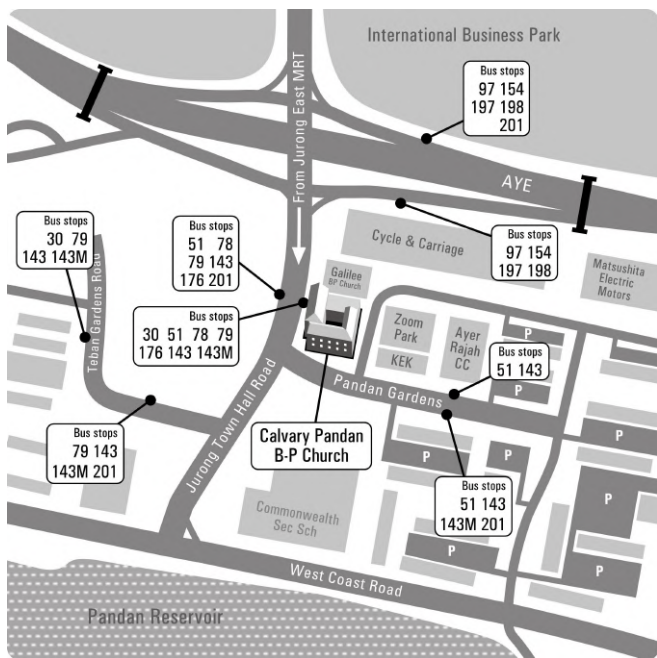 International Business Park
Bus stops
97 154
197 198
201
From Jurong East MRT
AYE
Bus stops
30 79
143 143M
Bus stops
51 78
79 143
176 201
Cycle & Carriage
Bus stops
97 154
197 198
Matsushita
Electric
Motors
Galilee
BP Church
Teban Gardens Road
Bus stops
30 51 78 79
176 143 143M
Zoom
Park
KEK
Ayer
Rajah
CC
P
Bus stops
51 143
P
Pandan Gardens
Jurong Town Hall Road
Bus stops
79 143
143M 201
Calvary Pandan
B-P Church
P
P
P
P
Bus stops
51 143
143M 201
Commonwealth
Sec Sch
P
P
West Coast Road
Pandan Reservoir